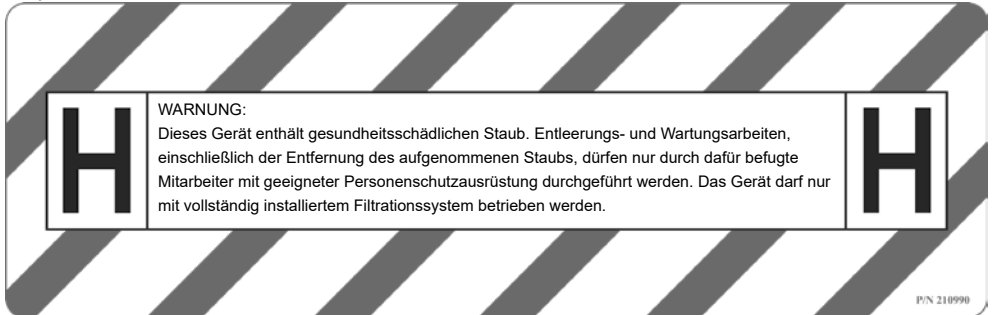 H
WARNUNG:
Dieses Gerät enthält gesundheitsschädlichen Staub. Entleerungs- und Wartungsarbeiten,
einschließlich der Entfernung des aufgenommenen Staubs, dürfen nur durch dafür befugte
Mitarbeiter mit geeigneter Personenschutzausrüstung durchgeführt werden. Das Gerät darf nur
mit vollständig installiertem Filtrationssystem betrieben werden.
H
P/N 210990